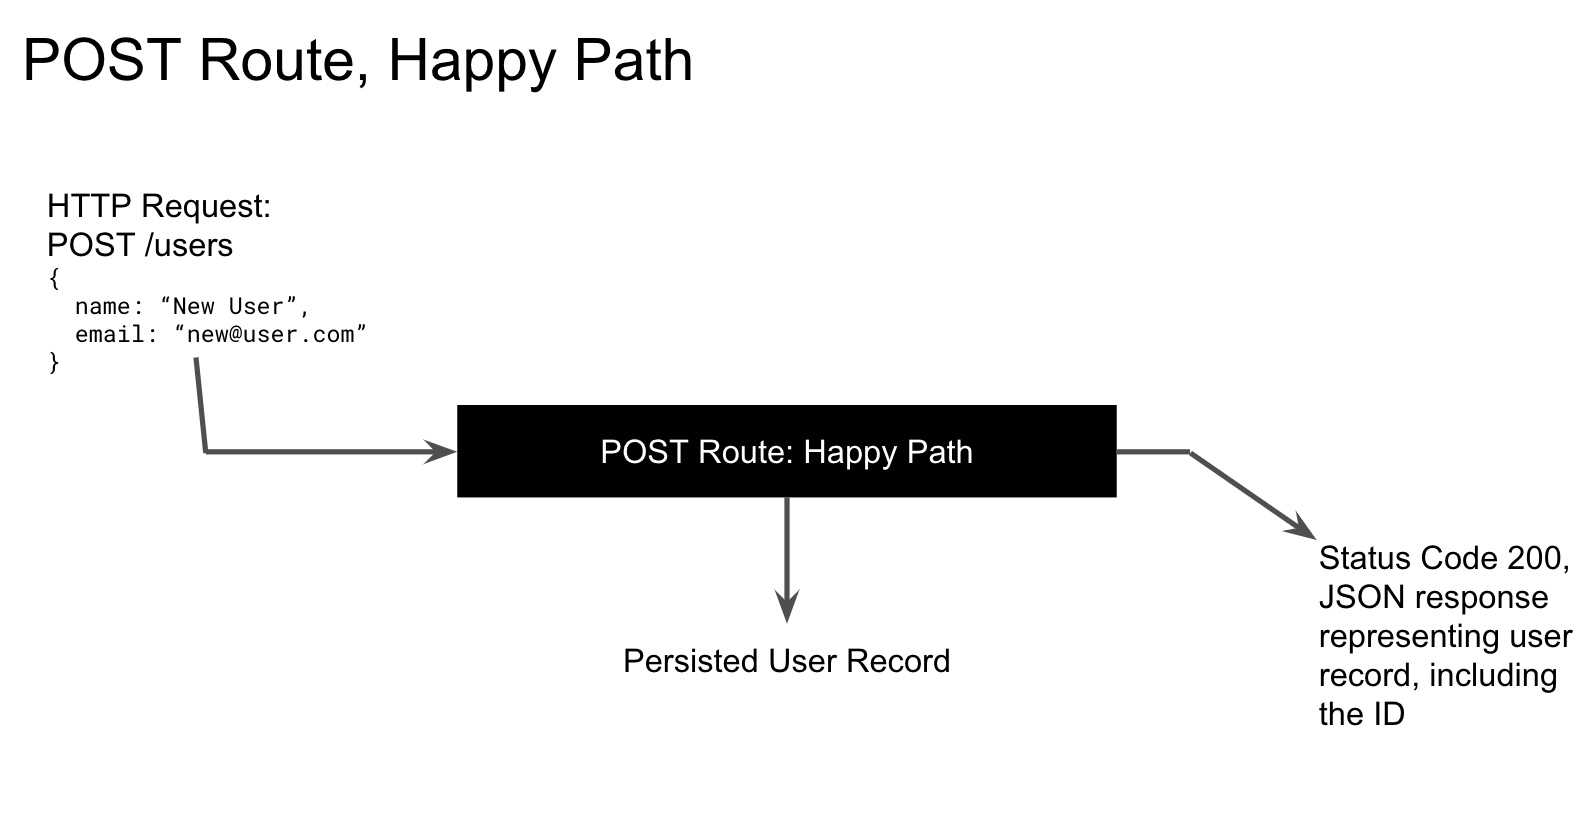 POST Route, Happy Path
HTTP Request:
POST /users
{
  name: “New User”,
  email: “new@user.com”
}
POST Route: Happy Path
Persisted User Record
Status Code 200,
JSON response
representing user
record, including
the ID